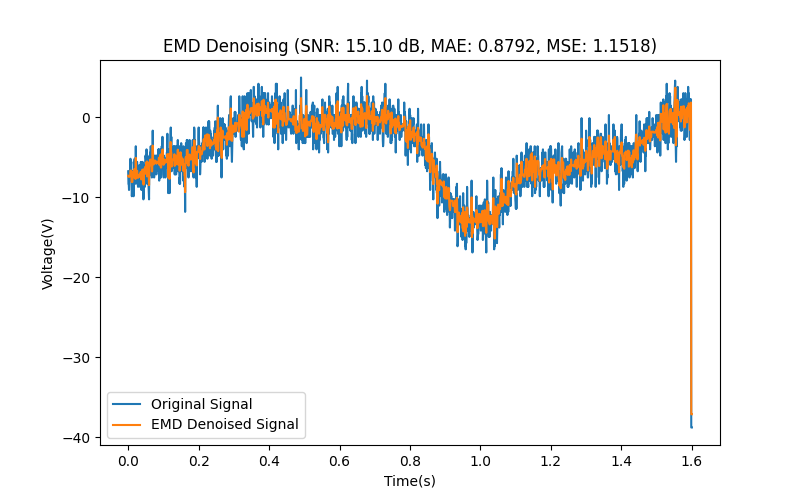 EMD Denoising (SNR: 15.10 dB, MAE: 0.8792, MSE: 1.1518)
0
−10
−20
−30
−40
Voltage(V)
Original Signal
EMD Denoised Signal
0.0 0.2 0.4 0.6 0.8 1.0 1.2 1.4 1.6
Time(s)